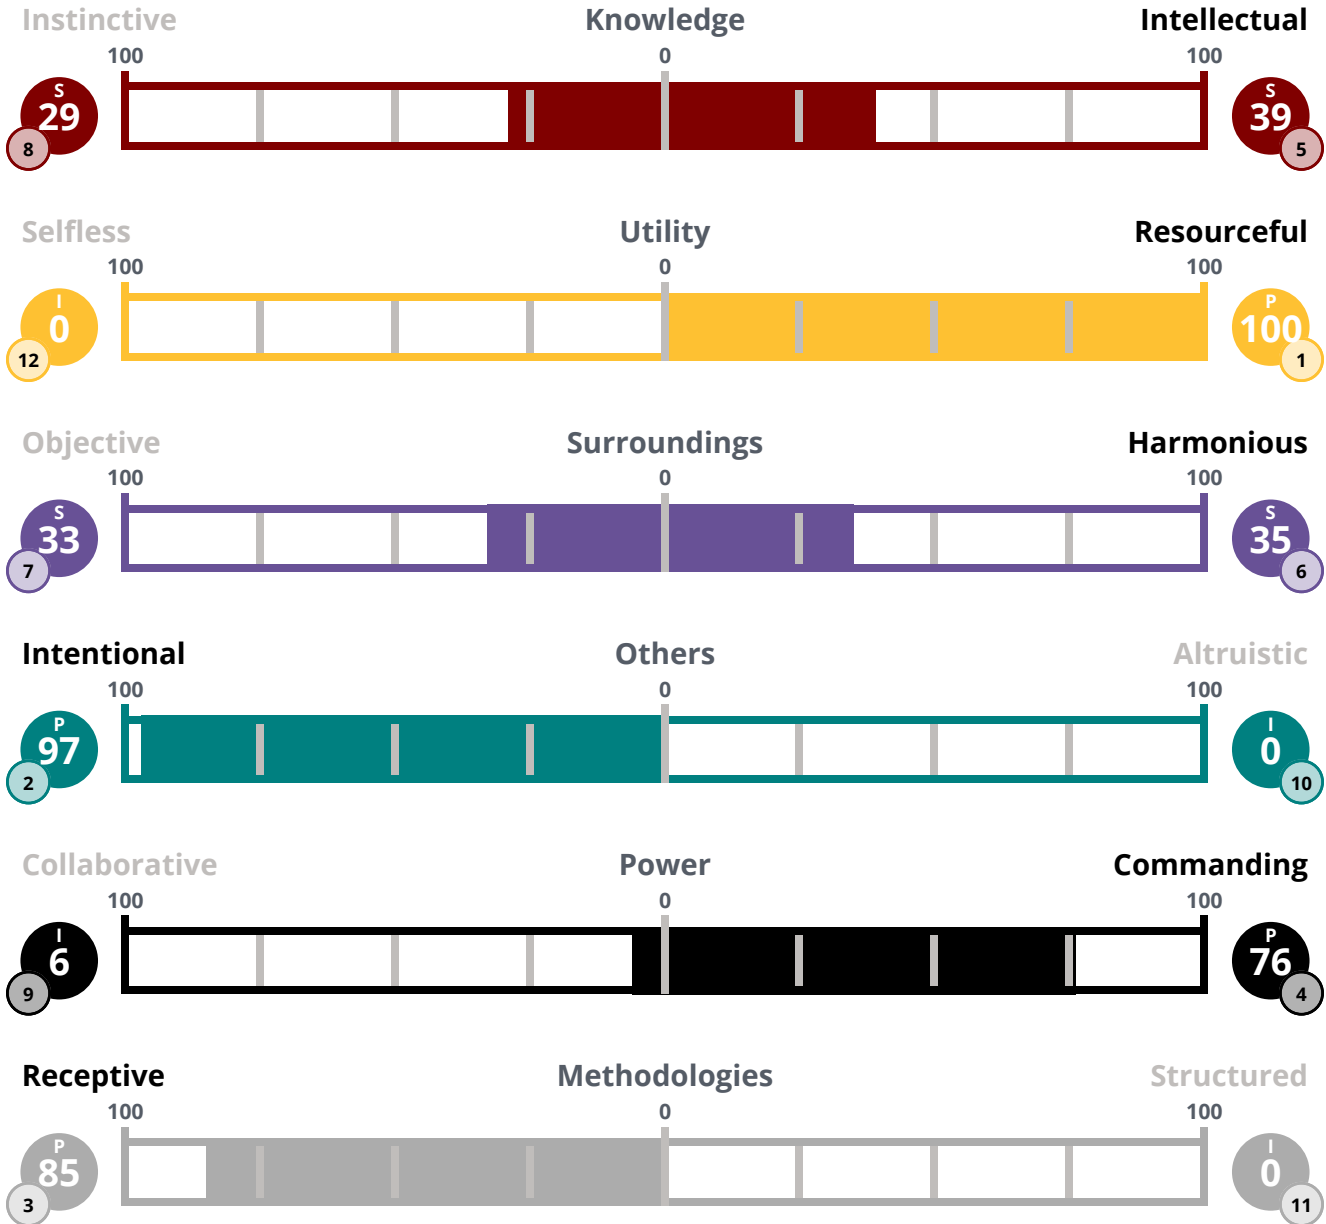 Instinctive Knowledge Intellectual
100 0 100
S S
29 39
8 5
Selfless Utility Resourceful
100 0 100
I P
0 100
12 1
Objective Surroundings Harmonious
100 0 100
S S
33 35
7 6
Intentional Others Altruistic
100 0 100
P I
97 0
2 10
Collaborative Power Commanding
100 0 100
I P
6 76
9 4
Receptive Methodologies Structured
100 0 100
P I
85 0
3 11